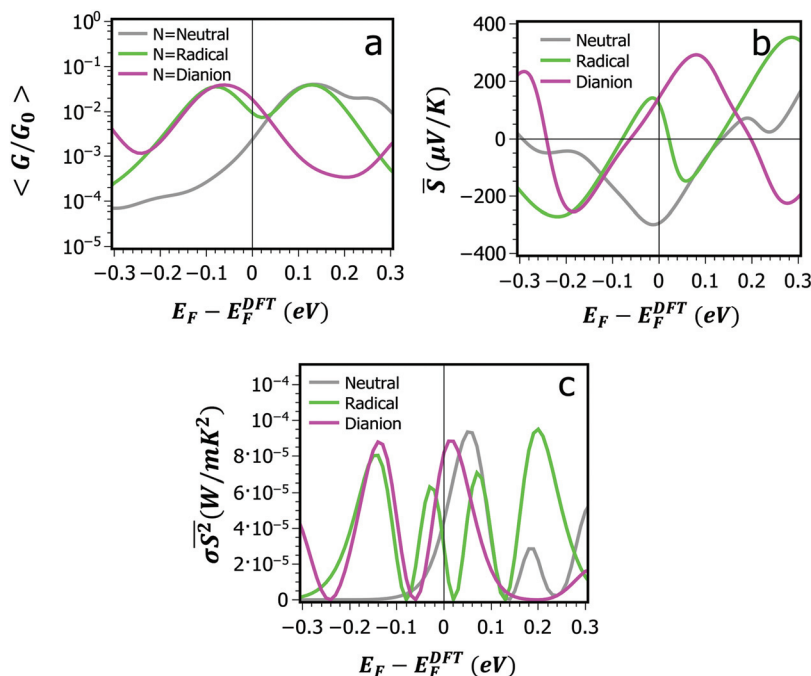 a
N=Neutral
N=Radical
N=Dianion
10⁰
10⁻¹
10⁻²
10⁻³
10⁻⁴
10⁻⁵
< G/G₀ >
−0.3 −0.2 −0.1 0 0.1 0.2 0.3
E_F − E_F^DFT (eV)
b
Neutral
Radical
Dianion
400
200
0
−200
−400
S̅ (μV/K)
−0.3 −0.2 −0.1 0 0.1 0.2 0.3
E_F − E_F^DFT (eV)
c
Neutral
Radical
Dianion
10⁻⁴
10⁻⁴
8·10⁻⁵
6·10⁻⁵
4·10⁻⁵
2·10⁻⁵
0
σS̅² (W/mK²)
−0.3 −0.2 −0.1 0 0.1 0.2 0.3
E_F − E_F^DFT (eV)